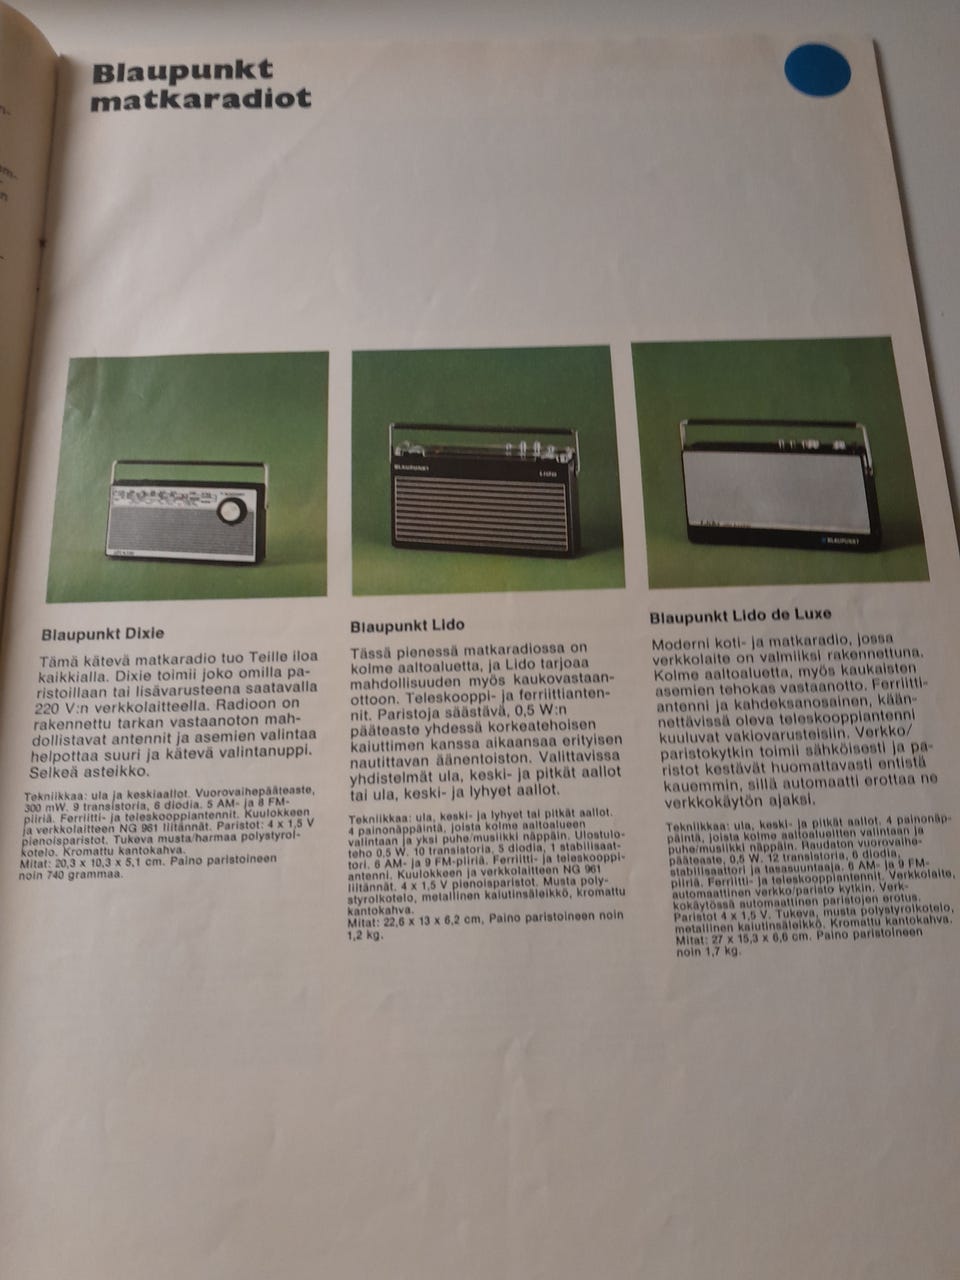 Blaupunkt
matkaradiot
BLAUPUNKT
LIDO
BLAUPUNKT
Blaupunkt Dixie
Tämä kätevä matkaradio tuo Teille iloa
kaikkialla. Dixie toimii joko omilla pa-
ristoillaan tai lisävarusteena saatavalla
220 V:n verkkolaitteella. Radioon on
rakennettu tarkan vastaanoton mah-
dollistavat antennit ja asemien valintaa
helpottaa suuri ja kätevä valintanuppi.
Selkeä asteikko.
Tekniikkaa: ula ja keskiaallot. Vuorovaihepääteaste,
300 mW. 9 transistoria, 6 diodia. 5 AM- ja 8 FM-
piiriä. Ferriitti- ja teleskooppiantennit. Kuulokkeen
ja verkkolaitteen NG 961 liitännät. Paristot: 4 x 1,5 V
pienoisparistot. Tukeva musta/harmaa polystyrol-
kotelo. Kromattu kantokahva.
Mitat: 20,3 x 10,3 x 5,1 cm. Paino paristoineen
noin 740 grammaa.
Blaupunkt Lido
Tässä pienessä matkaradiossa on
kolme aaltoaluetta, ja Lido tarjoaa
mahdollisuuden myös kaukovastaan-
ottoon. Teleskooppi- ja ferriittianten-
nit. Paristoja säästävä, 0,5 W:n
pääteaste yhdessä korkeatehoisen
kaiuttimen kanssa aikaansaa erityisen
nautittavan äänentoiston. Valittavissa
yhdistelmät ula, keski- ja pitkät aallot
tai ula, keski- ja lyhyet aallot.
Tekniikkaa: ula, keski- ja lyhyet tai pitkät aallot.
4 painonäppäintä, joista kolme aaltoalueen
valintaan ja yksi puhe/musiikki näppäin. Ulostulo-
teho 0,5 W. 10 transistoria, 5 diodia, 1 stabilisaat-
tori. 6 AM- ja 9 FM-piiriä. Ferriitti- ja teleskooppi-
antenni. Kuulokkeen ja verkkolaitteen NG 961
liitännät. 4 x 1,5 V pienoisparistot. Musta poly-
styrolkotelo, metallinen kaiutinsäleikkö, kromattu
kantokahva.
Mitat: 22,6 x 13 x 6,2 cm, Paino paristoineen noin
1,2 kg.
Blaupunkt Lido de Luxe
Moderni koti- ja matkaradio, jossa
verkkolaite on valmiiksi rakennettuna.
Kolme aaltoaluetta, myös kaukaisten
asemien tehokas vastaanotto. Ferriitti-
antenni ja kahdeksanosainen, kään-
nettävissä oleva teleskooppiantenni
kuuluvat vakiovarusteisiin. Verkko/
paristokytkin toimii sähköisesti ja pa-
ristot kestävät huomattavasti entistä
kauemmin, sillä automaatti erottaa ne
verkkokäytön ajaksi.
Tekniikkaa: ula, keski- ja pitkät aallot. 4 painonäp-
päintä, joista kolme aaltoalueitten valintaan ja
puhe/musiikki näppäin. Raudaton vuorovaihe-
pääteaste, 0,5 W. 12 transistoria, 6 diodia,
stabilisaattori ja tasasuuntaaja. 6 AM- ja 9 FM-
piiriä. Ferriitti- ja teleskooppiantennit. Verkkolaite,
automaattinen verkko/paristo kytkin. Verk-
kokäytössä automaattinen paristojen erotus.
Paristot 4 x 1,5 V. Tukeva, musta polystyrolkotelo,
metallinen kaiutinsäleikkö. Kromattu kantokahva.
Mitat: 27 x 15,3 x 6,6 cm. Paino paristoineen
noin 1,7 kg.